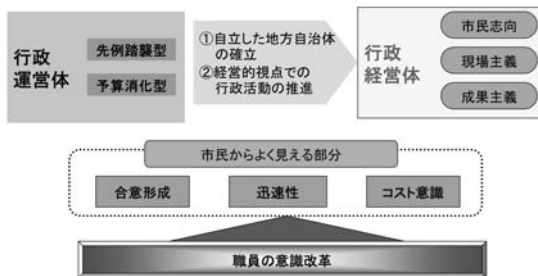 行政
運営体
先例踏襲型
予算消化型
①自立した地方自治体
の確立
②経営的視点での
行政活動の推進
行政
経営体
市民志向
現場主義
成果主義
市民からよく見える部分
合意形成
迅速性
コスト意識
職員の意識改革